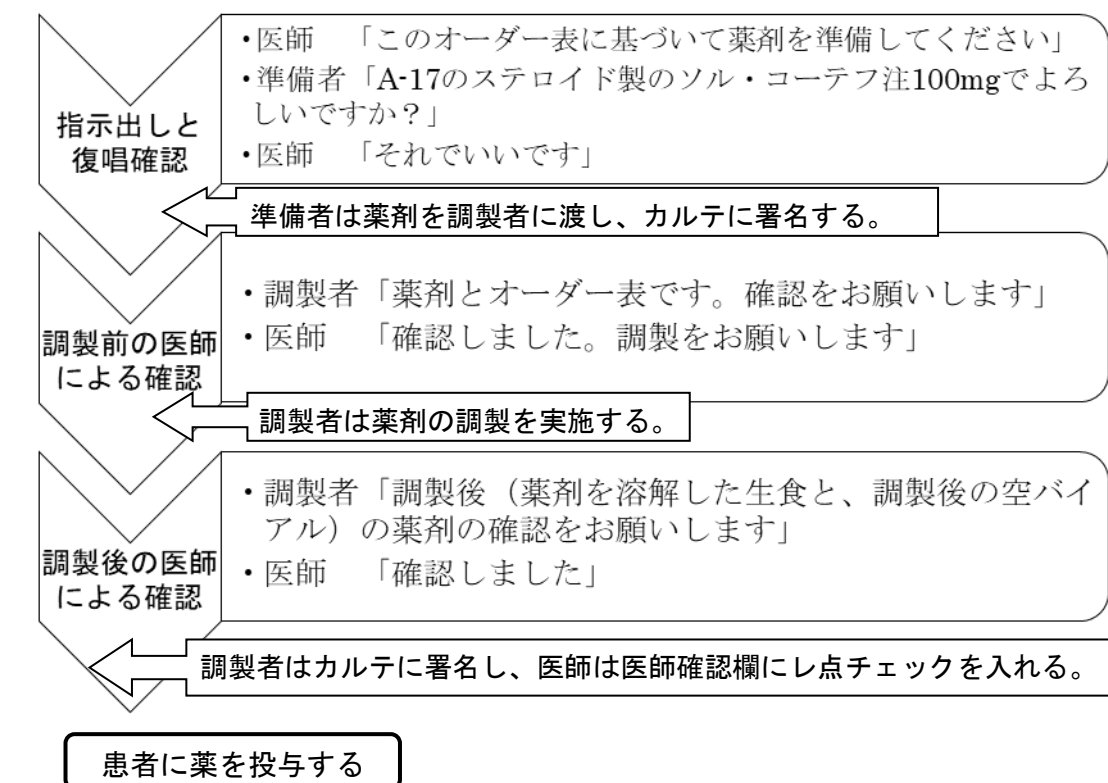 ・医師 「このオーダー表に基づいて薬剤を準備してください」
・準備者「A-17のステロイド製のソル・コーテフ注100mgでよろ
しいですか？」
・医師 「それでいいです」
指示出しと
復唱確認
準備者は薬剤を調製者に渡し、カルテに署名する。
・調製者「薬剤とオーダー表です。確認をお願いします」
・医師 「確認しました。調製をお願いします」
調製前の医師
による確認
調製者は薬剤の調製を実施する。
・調製者「調製後（薬剤を溶解した生食と、調製後の空バイ
アル）の薬剤の確認をお願いします」
・医師 「確認しました」
調製後の医師
による確認
調製者はカルテに署名し、医師は医師確認欄にレ点チェックを入れる。
患者に薬を投与する